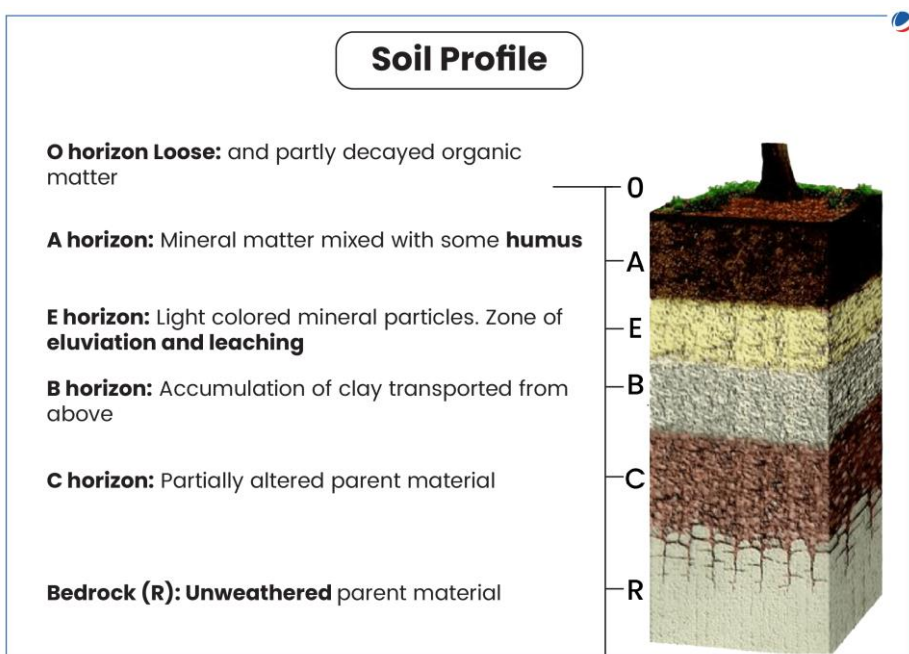 Soil Profile
O horizon Loose: and partly decayed organic
matter
0
A horizon: Mineral matter mixed with some humus
A
E horizon: Light colored mineral particles. Zone of
eluviation and leaching
E
B horizon: Accumulation of clay transported from
above
B
C horizon: Partially altered parent material
C
Bedrock (R): Unweathered parent material
R